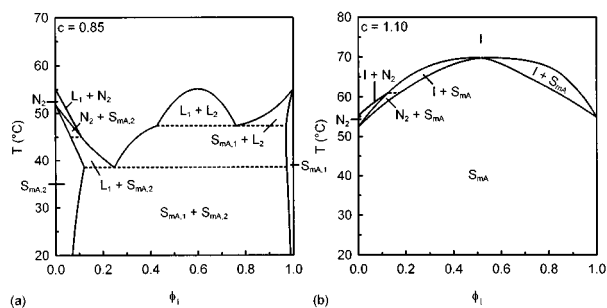 c = 0.85
T (°C)
70
60
N₂
50
40
Sₘₐ,₂
30
20
L₁ + N₂
N₂ + Sₘₐ,₂
L₁ + L₂
Sₘₐ,₁ + L₂
L₁ + Sₘₐ,₂
Sₘₐ,₁ + Sₘₐ,₂
Sₘₐ,₁
0.0 0.2 0.4 0.6 0.8 1.0
(a)
ϕₗ
c = 1.10
T (°C)
80
70
60
N₂
50
40
30
20
I
I + N₂
I + Sₘₐ
I + Sₘₐ
N₂ + Sₘₐ
Sₘₐ
0.0 0.2 0.4 0.6 0.8 1.0
(b)
ϕₗ